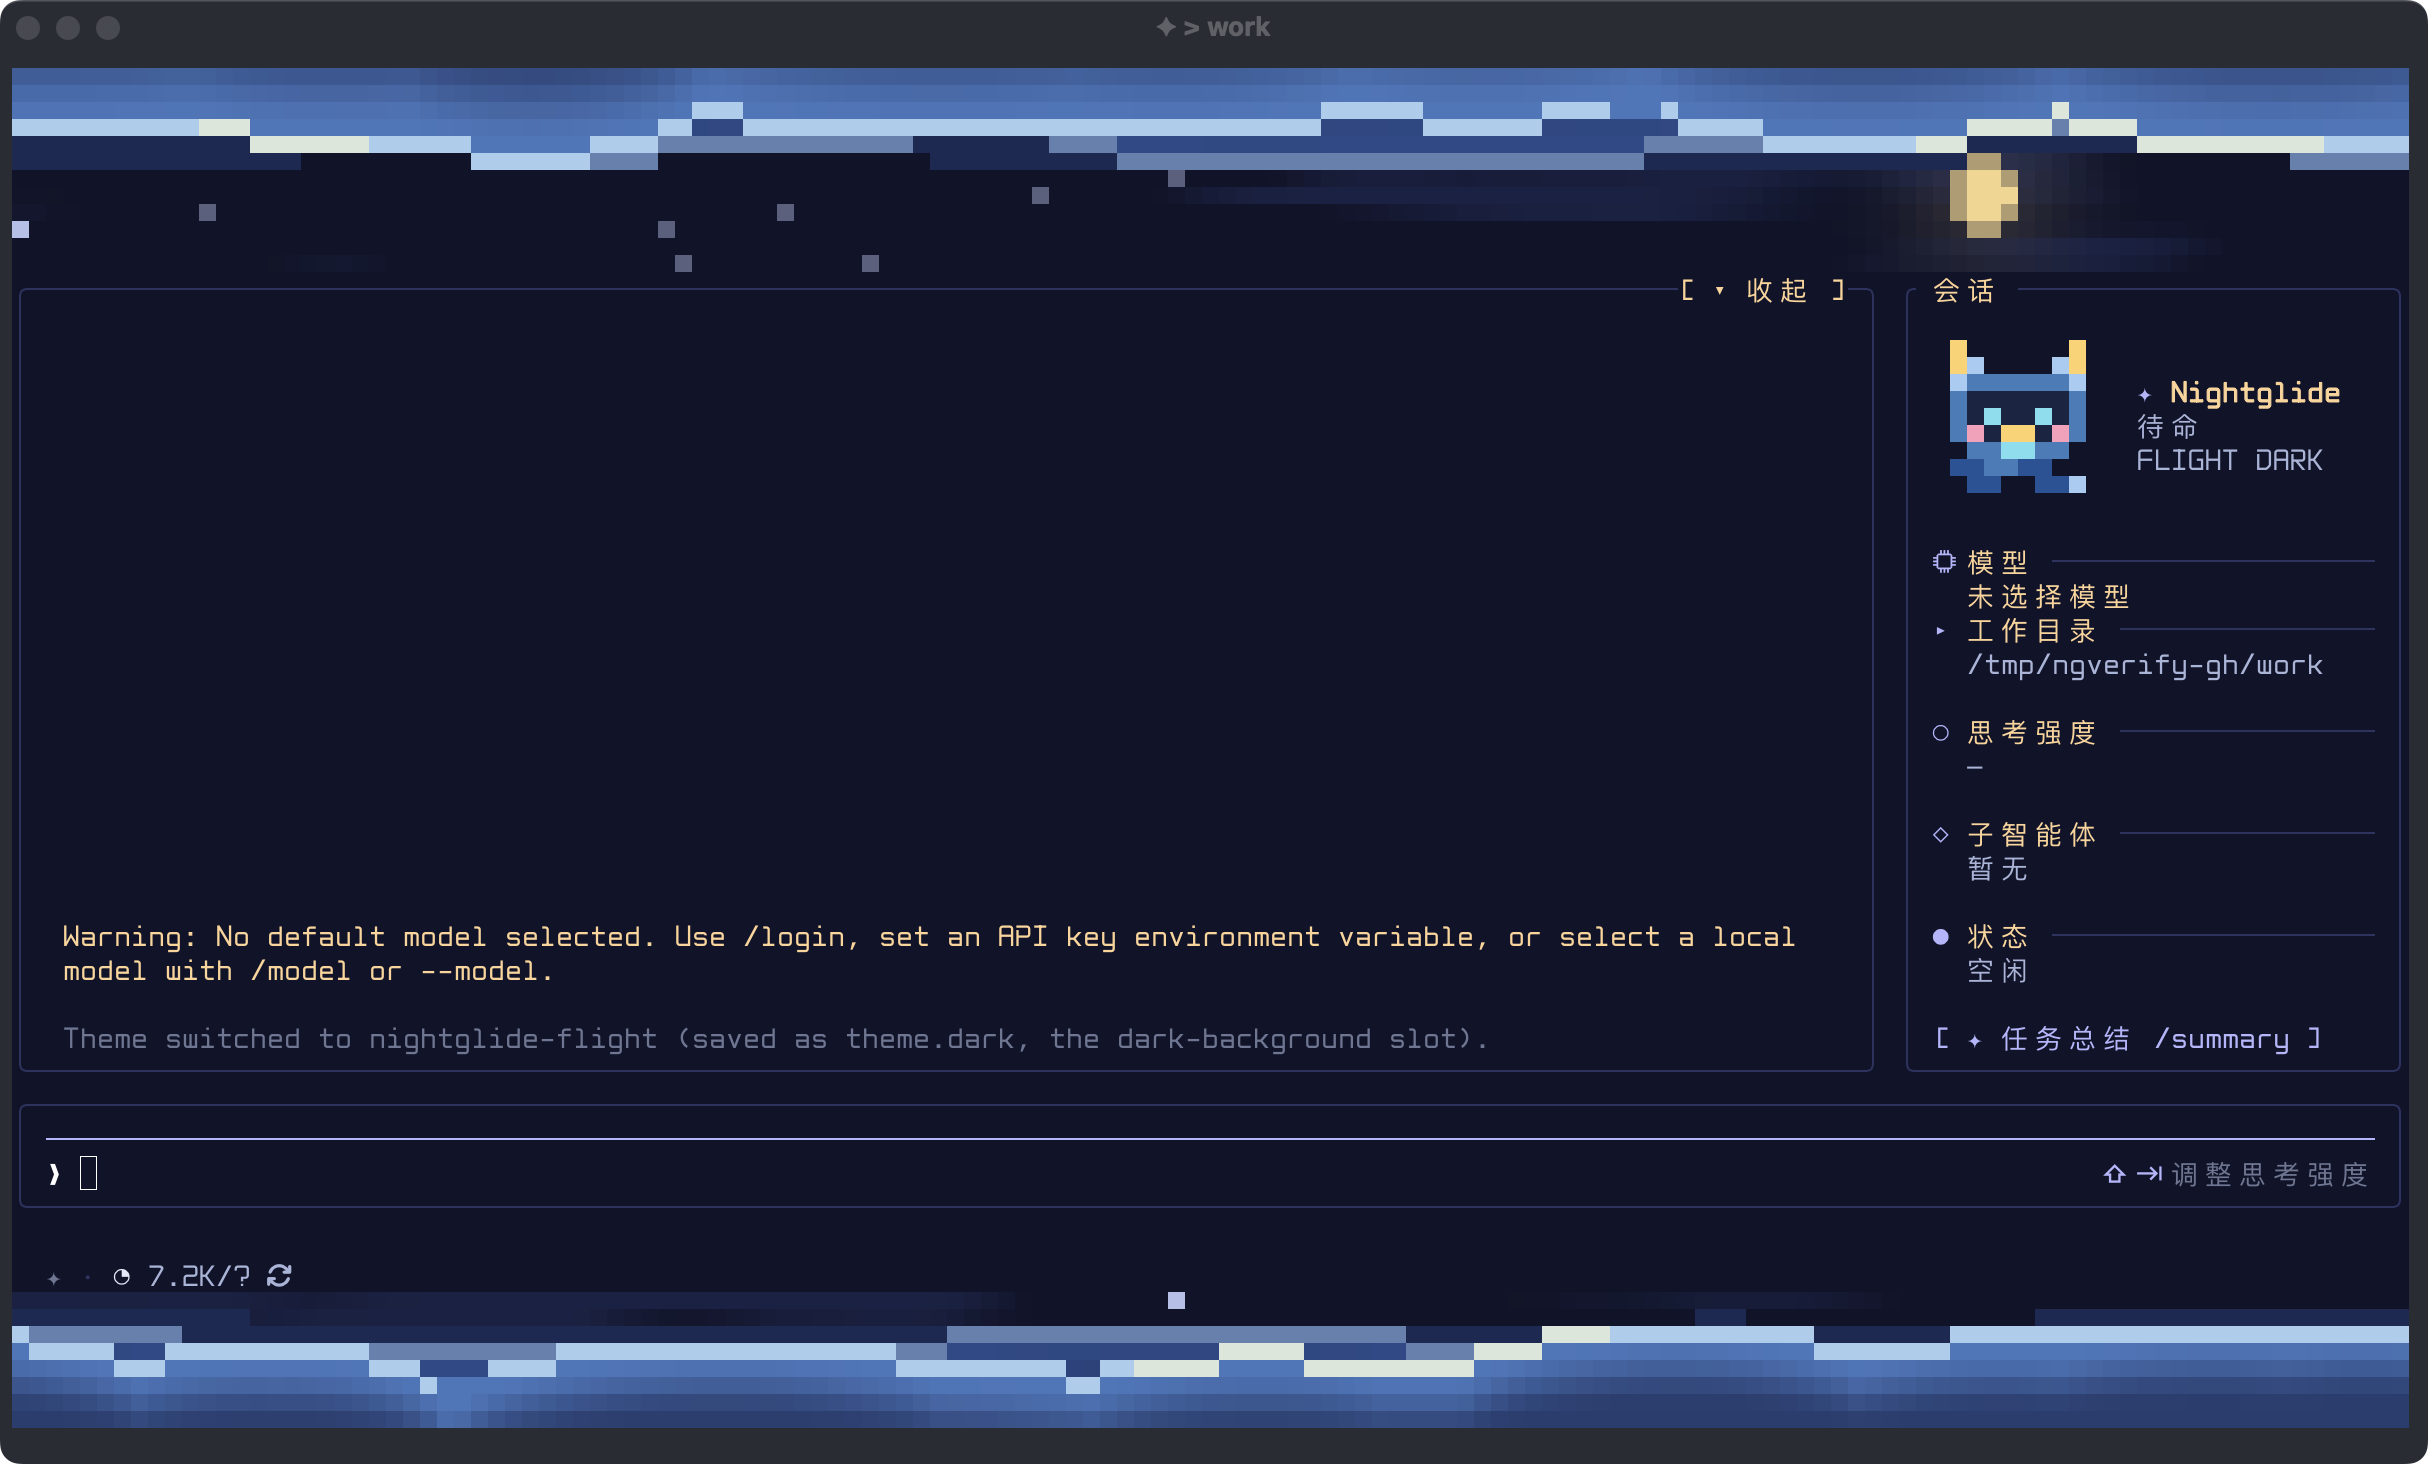 ✦ > work
[ ▾ 收起 ]
Warning: No default model selected. Use /login, set an API key environment variable, or select a local
model with /model or --model.
Theme switched to nightglide-flight (saved as theme.dark, the dark-background slot).
会话
✦ Nightglide
待命
FLIGHT DARK
模型
未选择模型
▸ 工作目录
/tmp/ngverify-gh/work
○ 思考强度
—
◇ 子智能体
暂无
● 状态
空闲
[ ✦ 任务总结 /summary ]
❯
⇧ ⇥ 调整思考强度
✦ · ◔ 7.2K/?